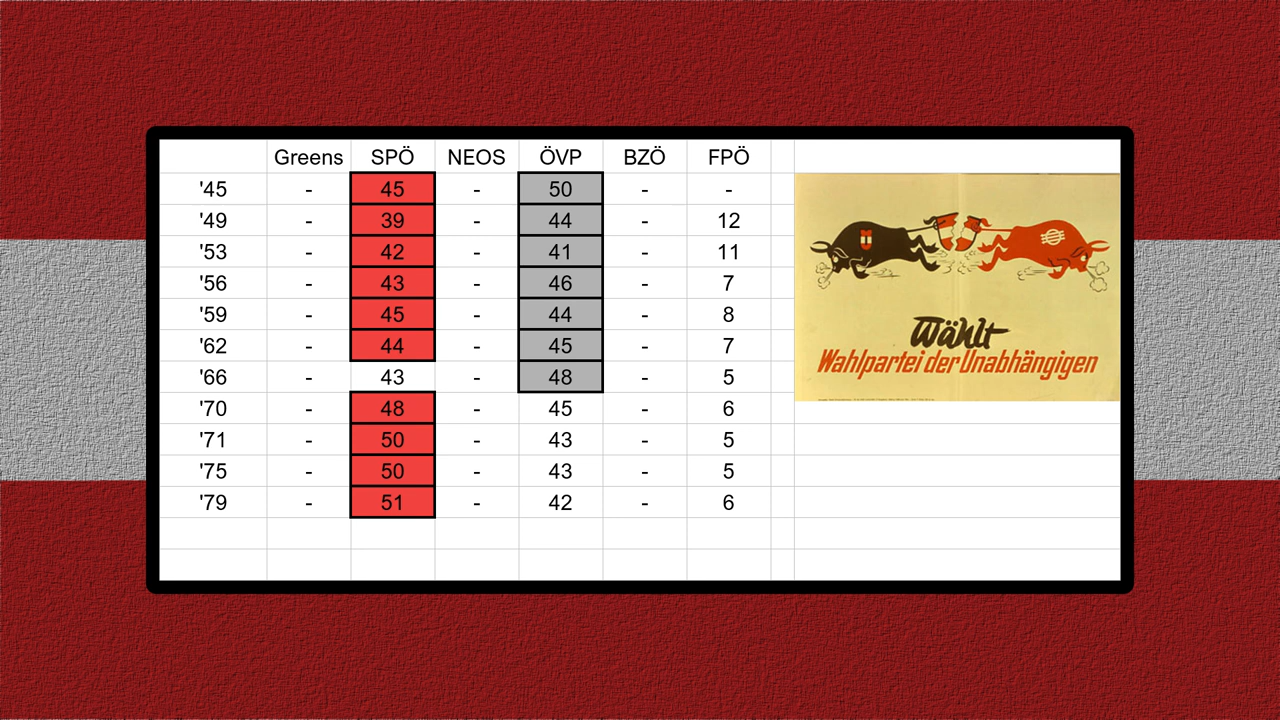 Greens SPÖ NEOS ÖVP BZÖ FPÖ
'45 - 45 - 50 - -
'49 - 39 - 44 - 12
'53 - 42 - 41 - 11
'56 - 43 - 46 - 7
'59 - 45 - 44 - 8
'62 - 44 - 45 - 7
'66 - 43 - 48 - 5
'70 - 48 - 45 - 6
'71 - 50 - 43 - 5
'75 - 50 - 43 - 5
'79 - 51 - 42 - 6
Wählt
Wahlpartei der Unabhängigen